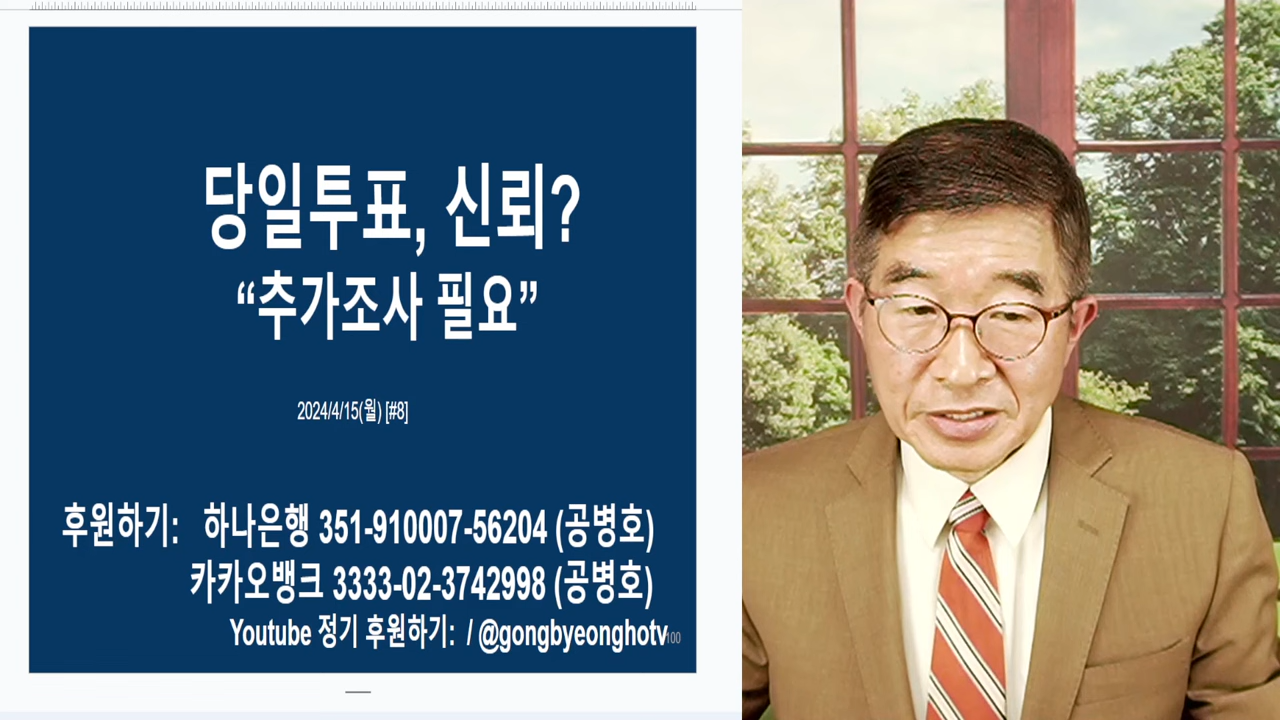 당일투표, 신뢰?
“추가조사 필요”
2024/4/15(월) [#8]
후원하기: 하나은행 351-910007-56204 (공병호)
카카오뱅크 3333-02-3742998 (공병호)
Youtube 정기 후원하기: / @gongbyeonghotv
100